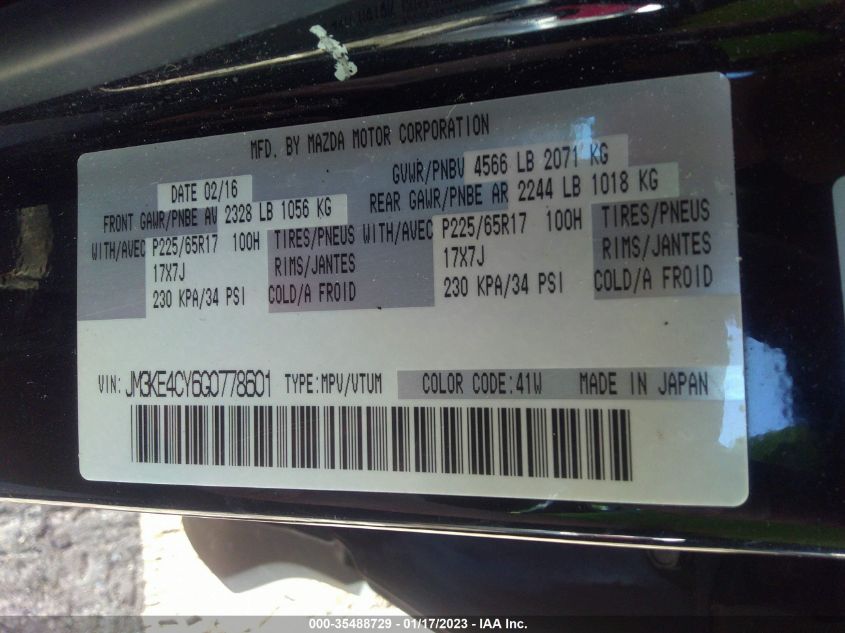 MFD. BY MAZDA MOTOR CORPORATION
DATE 02/16 GVWR/PNBV 4566 LB 2071 KG
FRONT GAWR/PNBE AV 2328 LB 1056 KG REAR GAWR/PNBE AR 2244 LB 1018 KG
WITH/AVEC P225/65R17 100H TIRES/PNEUS WITH/AVEC P225/65R17 100H TIRES/PNEUS
17X7J RIMS/JANTES 17X7J RIMS/JANTES
230 KPA/34 PSI COLD/A FROID 230 KPA/34 PSI COLD/A FROID
VIN: JM3KE4CY6G0778601 TYPE:MPV/VTUM COLOR CODE:41W MADE IN JAPAN
000-35488729 - 01/17/2023 - IAA Inc.